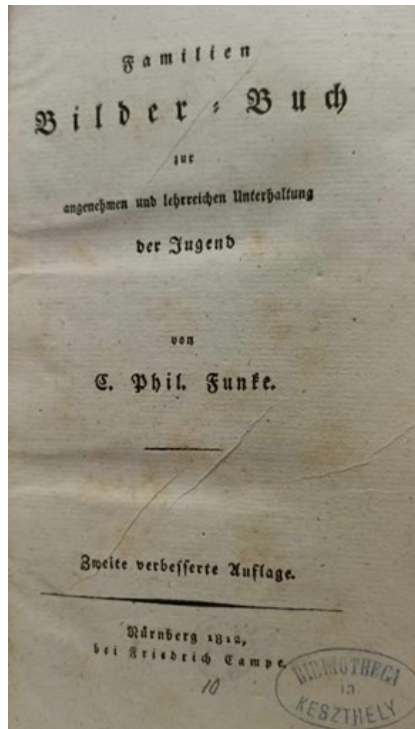 Familien
Bilder-Buch
zur
angenehmen und lehrreichen Unterhaltung
der Jugend
von
C. Phil. Funke.
Zweite verbesserte Auflage.
Nürnberg 1812,
bei Friedrich Campe.
10
BIBLIOTHECA
in
KESZTHELY